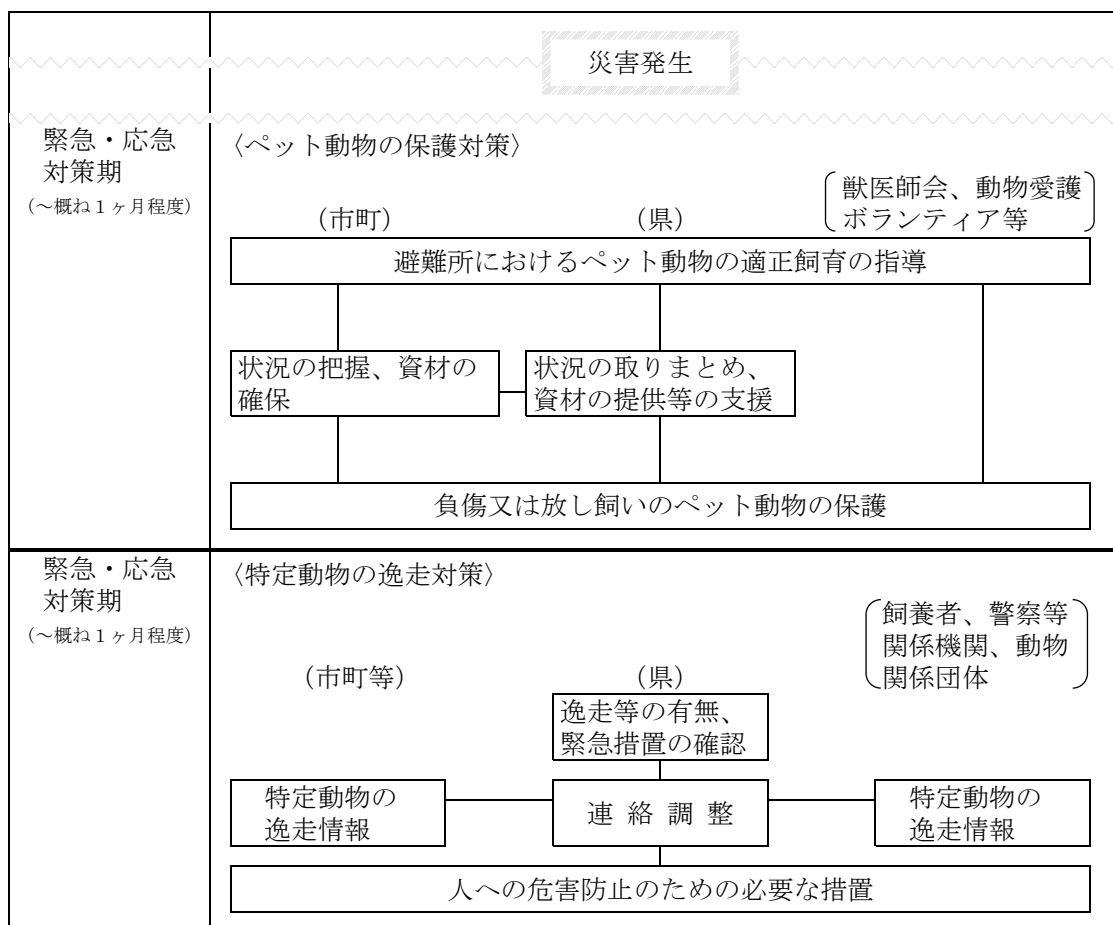 災害発生
緊急・応急
対策期
（～概ね１ヶ月程度）
〈ペット動物の保護対策〉
獣医師会、動物愛護
ボランティア等
（市町）
（県）
避難所におけるペット動物の適正飼育の指導
状況の把握、資材の
確保
状況の取りまとめ、
資材の提供等の支援
負傷又は放し飼いのペット動物の保護
緊急・応急
対策期
（～概ね１ヶ月程度）
〈特定動物の逸走対策〉
飼養者、警察等
関係機関、動物
関係団体
（市町等）
（県）
逸走等の有無、
緊急措置の確認
特定動物の
逸走情報
連 絡 調 整
特定動物の
逸走情報
人への危害防止のための必要な措置